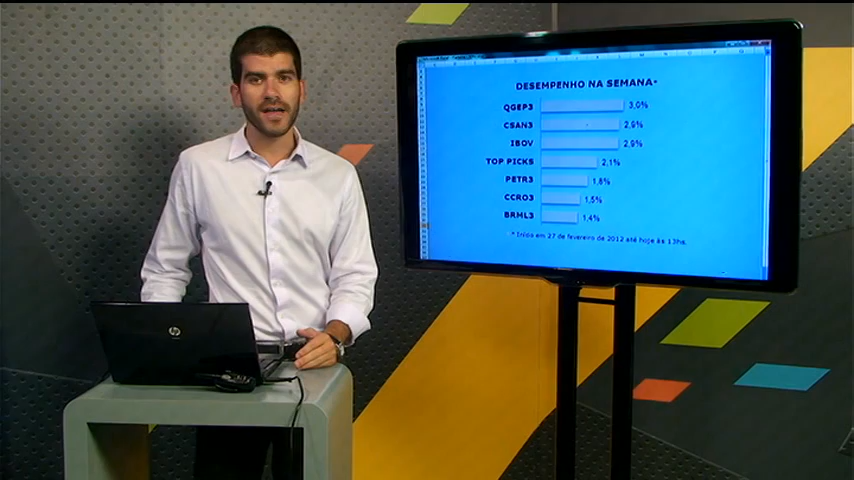 DESEMPENHO NA SEMANA*
QGEP3 3,0%
CSAN3 2,9%
IBOV 2,9%
TOP PICKS 2,1%
PETR3 1,6%
CCRO3 1,5%
BRML3 1,4%
* Início em 27 de fevereiro de 2012 até hoje às 13hs.
hp